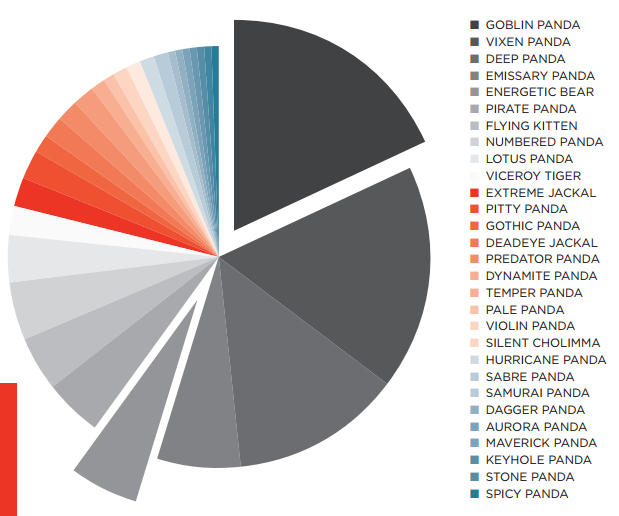 GOBLIN PANDA
VIXEN PANDA
DEEP PANDA
EMISSARY PANDA
ENERGETIC BEAR
PIRATE PANDA
FLYING KITTEN
NUMBERED PANDA
LOTUS PANDA
VICEROY TIGER
EXTREME JACKAL
PITTY PANDA
GOTHIC PANDA
DEADEYE JACKAL
PREDATOR PANDA
DYNAMITE PANDA
TEMPER PANDA
PALE PANDA
VIOLIN PANDA
SILENT CHOLIMMA
HURRICANE PANDA
SABRE PANDA
SAMURAI PANDA
DAGGER PANDA
AURORA PANDA
MAVERICK PANDA
KEYHOLE PANDA
STONE PANDA
SPICY PANDA